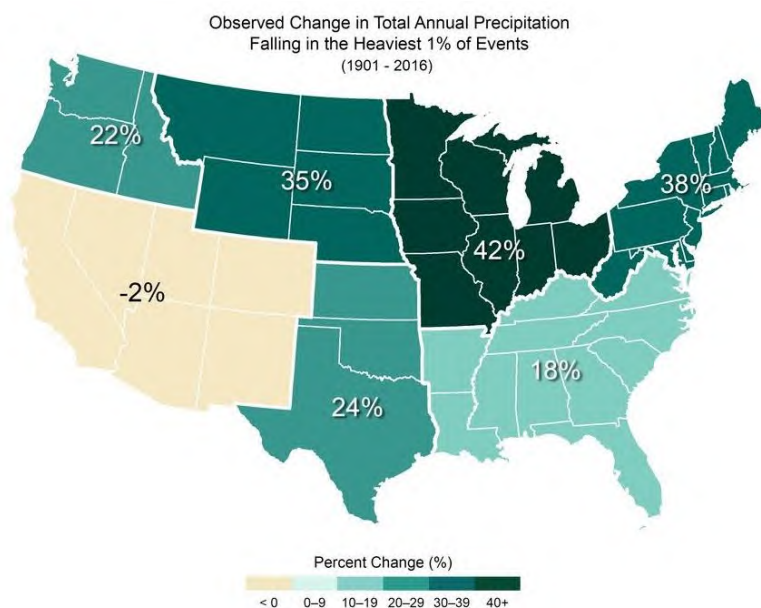 Observed Change in Total Annual Precipitation
Falling in the Heaviest 1% of Events
(1901 - 2016)
22%
35%
38%
42%
-2%
18%
24%
Percent Change (%)
< 0 0–9 10–19 20–29 30–39 40+